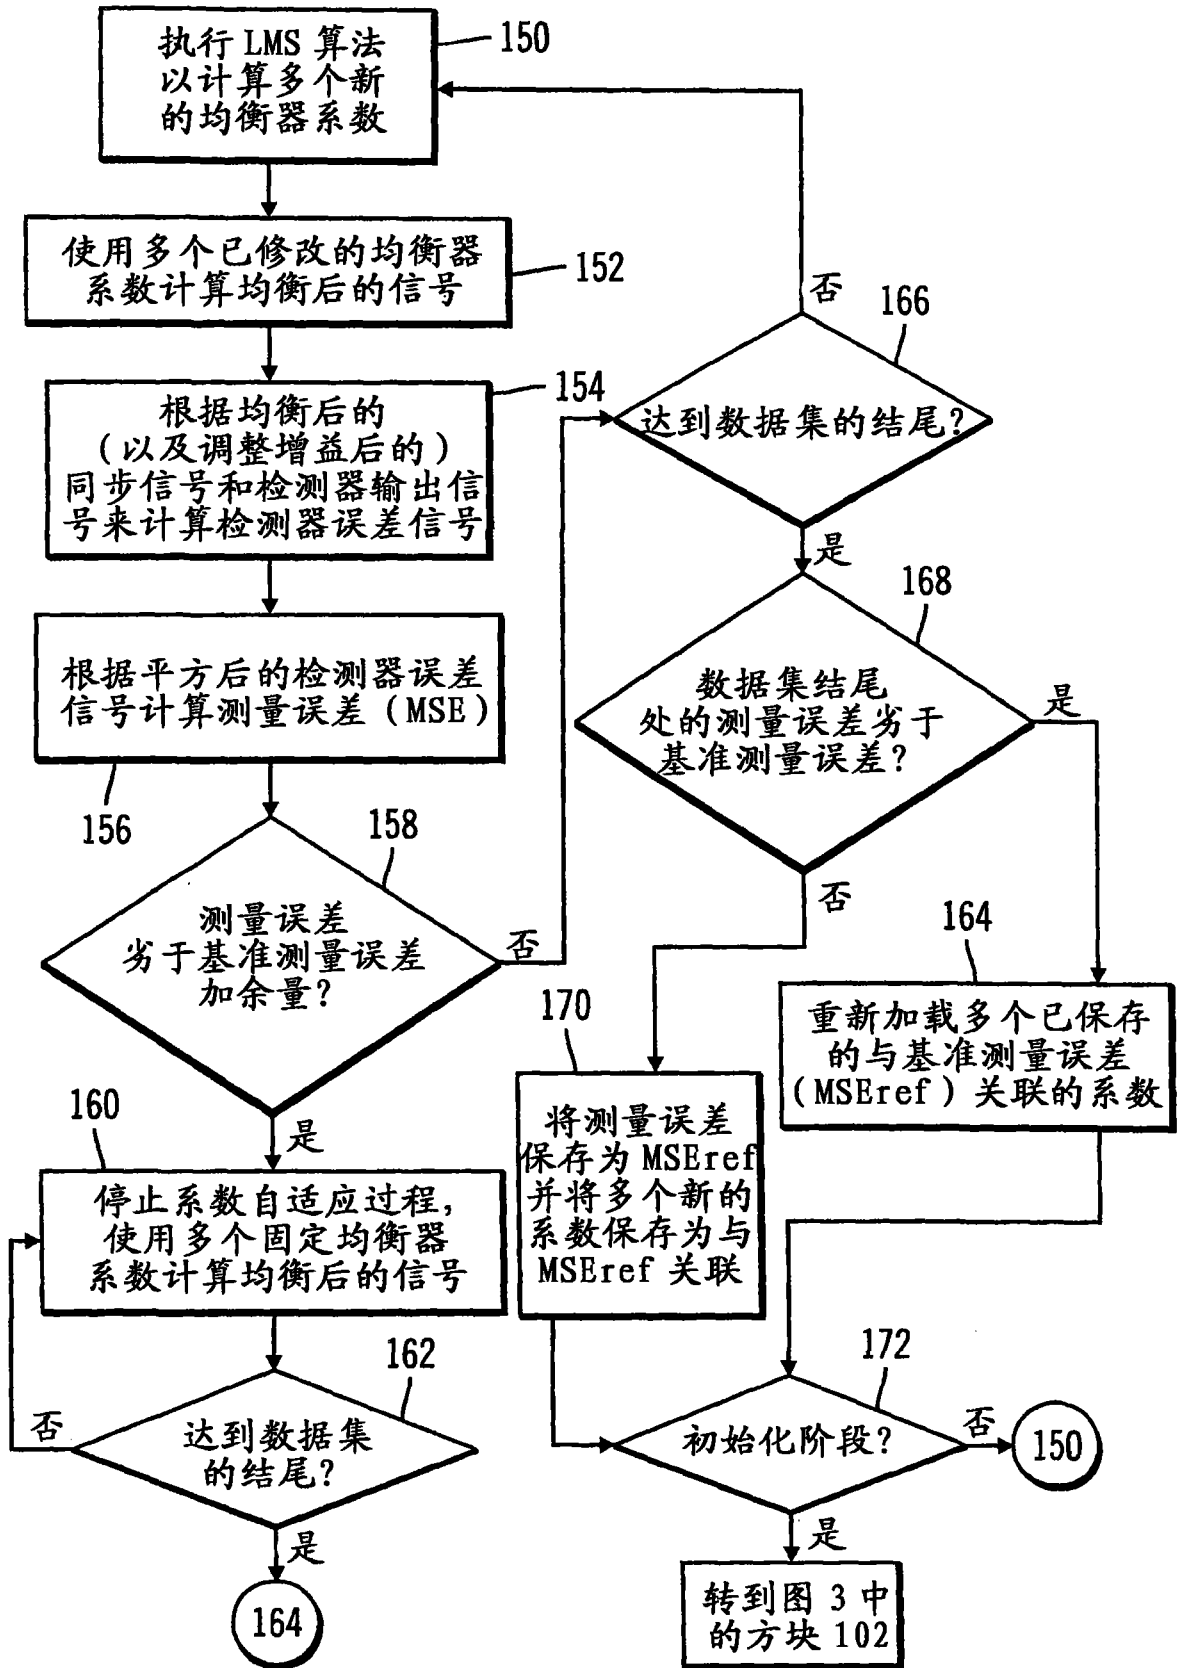 执行 LMS 算法
以计算多个新
的均衡器系数
150
使用多个已修改的均衡器
系数计算均衡后的信号
152
根据均衡后的
(以及调整增益后的)
同步信号和检测器输出信
号来计算检测器误差信号
154
根据平方后的检测器误差
信号计算测量误差(MSE)
156
测量误差
劣于基准测量误差
加余量?
158
否
是
160
停止系数自适应过程,
使用多个固定均衡器
系数计算均衡后的信号
162
达到数据集
的结尾?
否
是
164
否
166
达到数据集的结尾?
是
168
数据集结尾
处的测量误差劣于
基准测量误差?
是
否
164
重新加载多个已保存
的与基准测量误差
(MSEref)关联的系数
170
将测量误差
保存为 MSEref
并将多个新的
系数保存为与
MSEref 关联
172
初始化阶段?
否
150
是
转到图 3 中
的方块 102